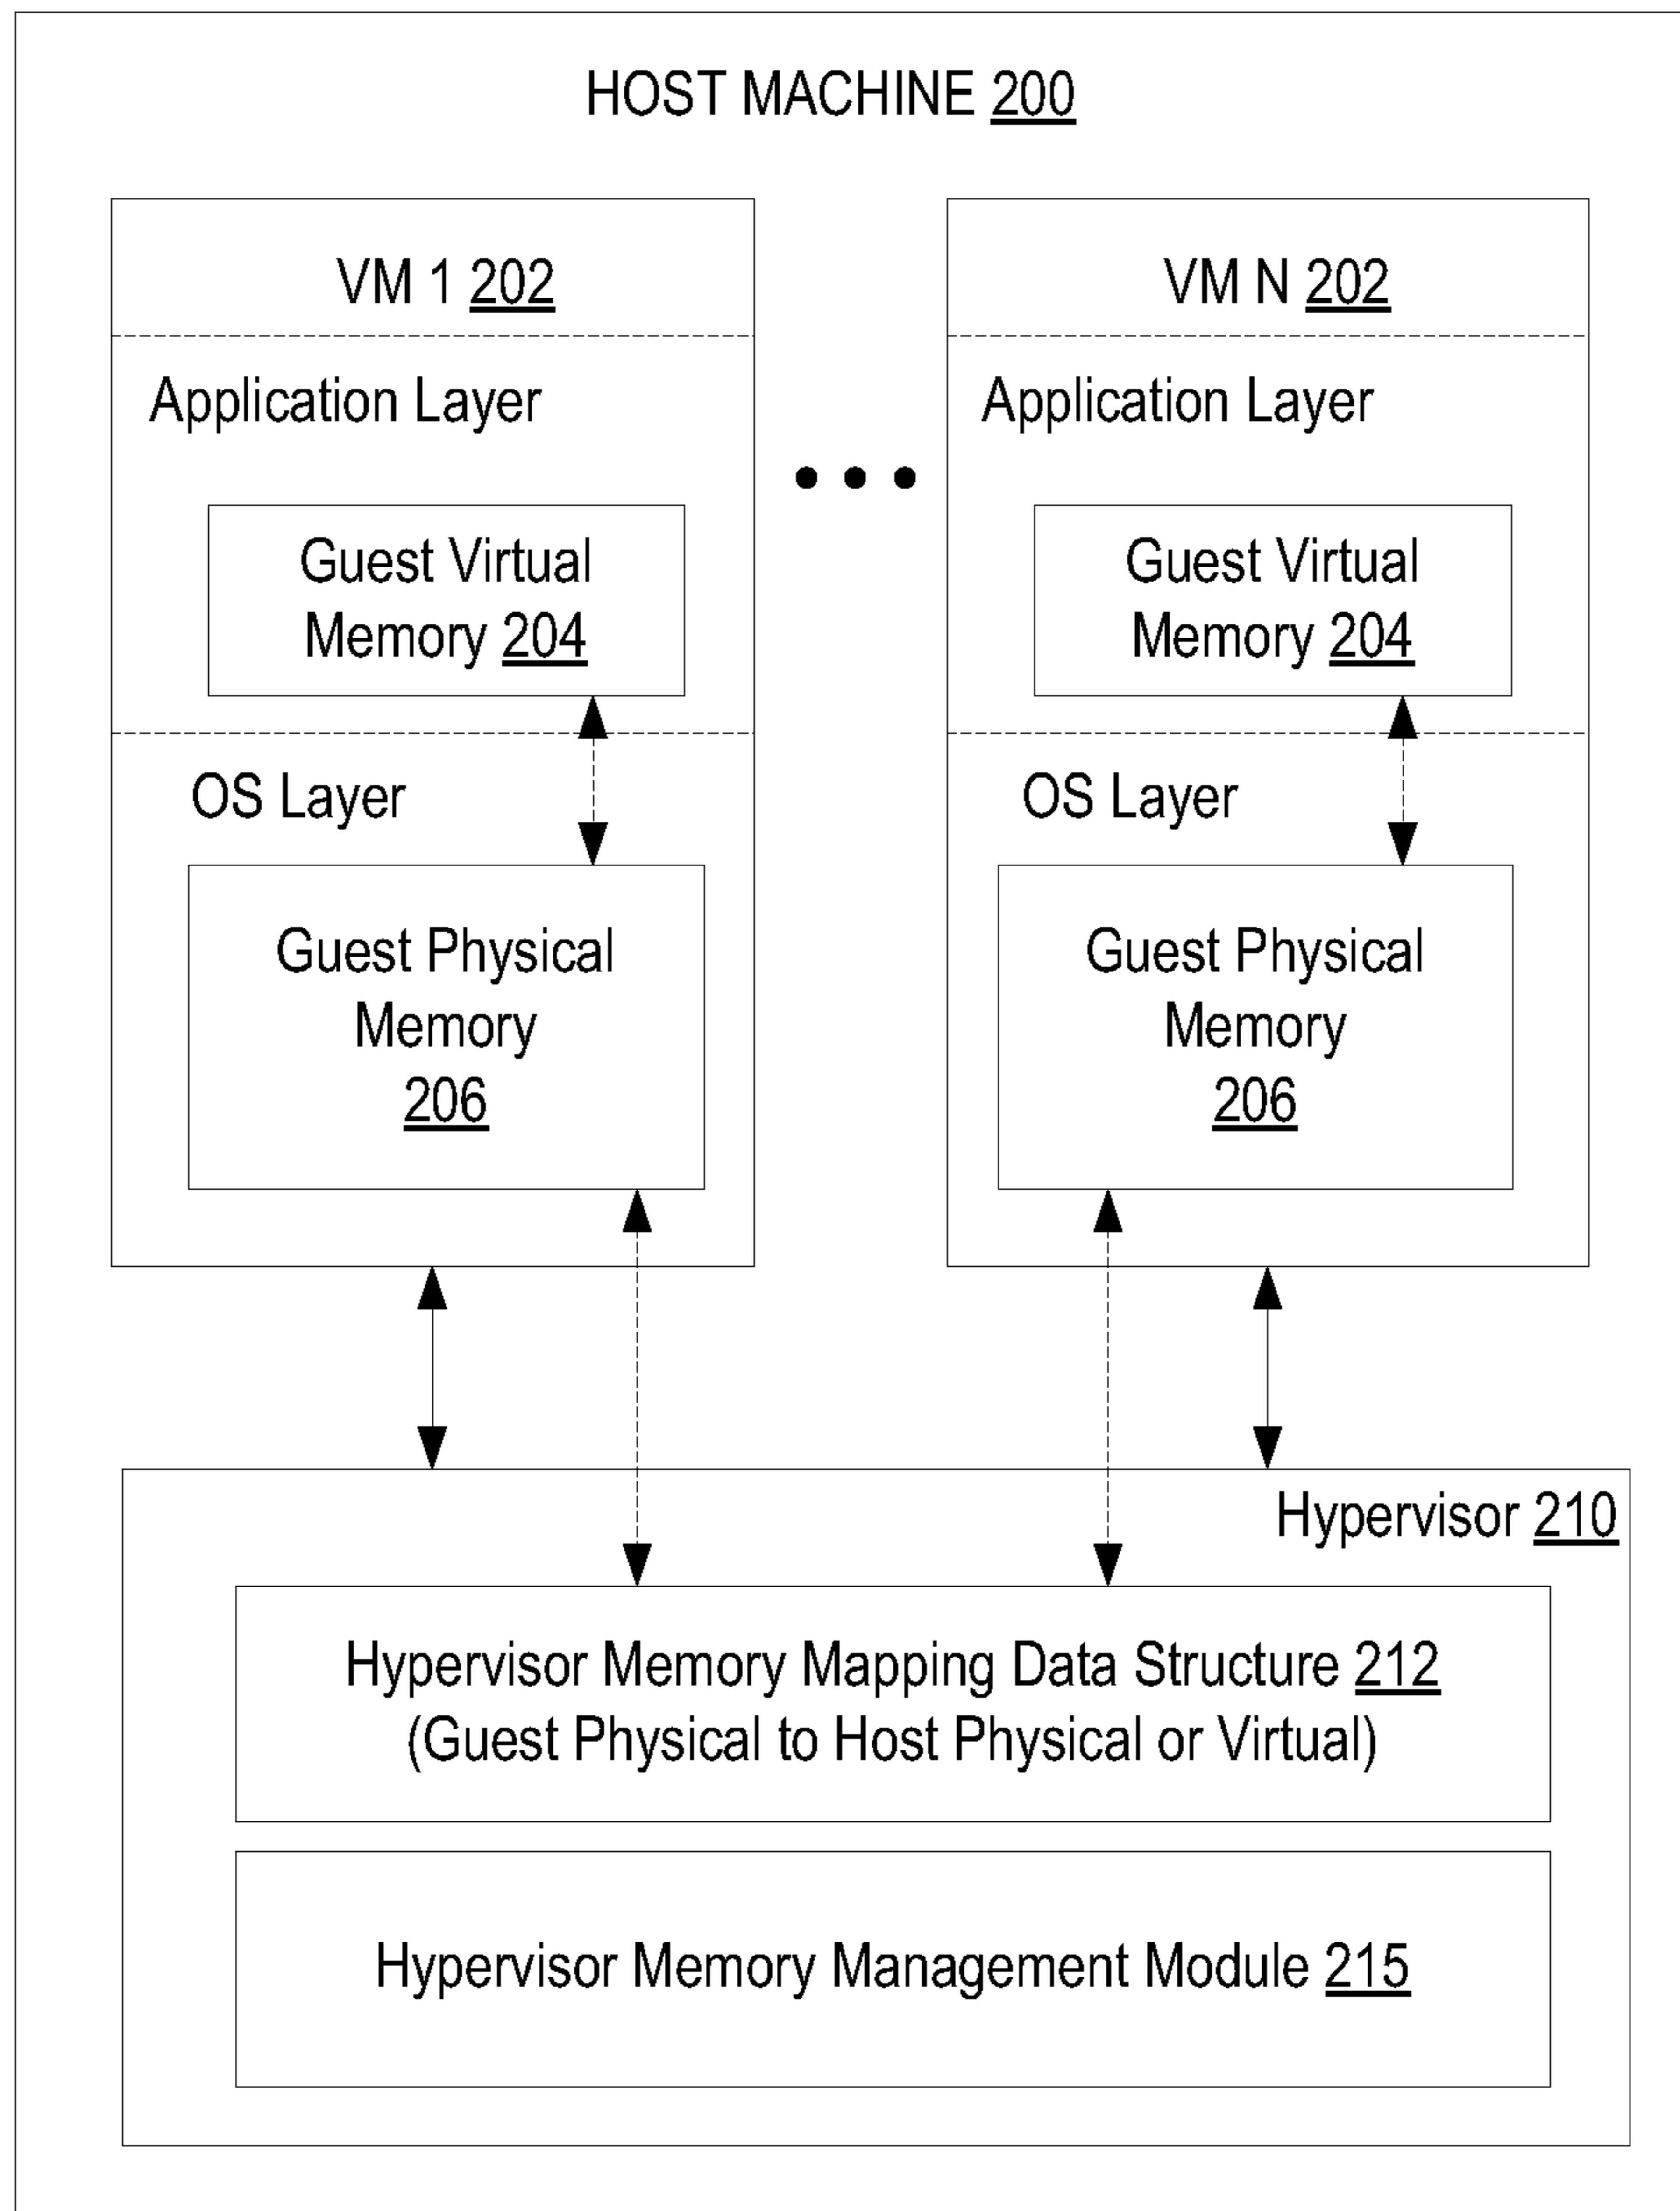 HOST MACHINE 200
VM 1 202
Application Layer
Guest Virtual
Memory 204
OS Layer
Guest Physical
Memory
206
VM N 202
Application Layer
Guest Virtual
Memory 204
OS Layer
Guest Physical
Memory
206
Hypervisor 210
Hypervisor Memory Mapping Data Structure 212
(Guest Physical to Host Physical or Virtual)
Hypervisor Memory Management Module 215